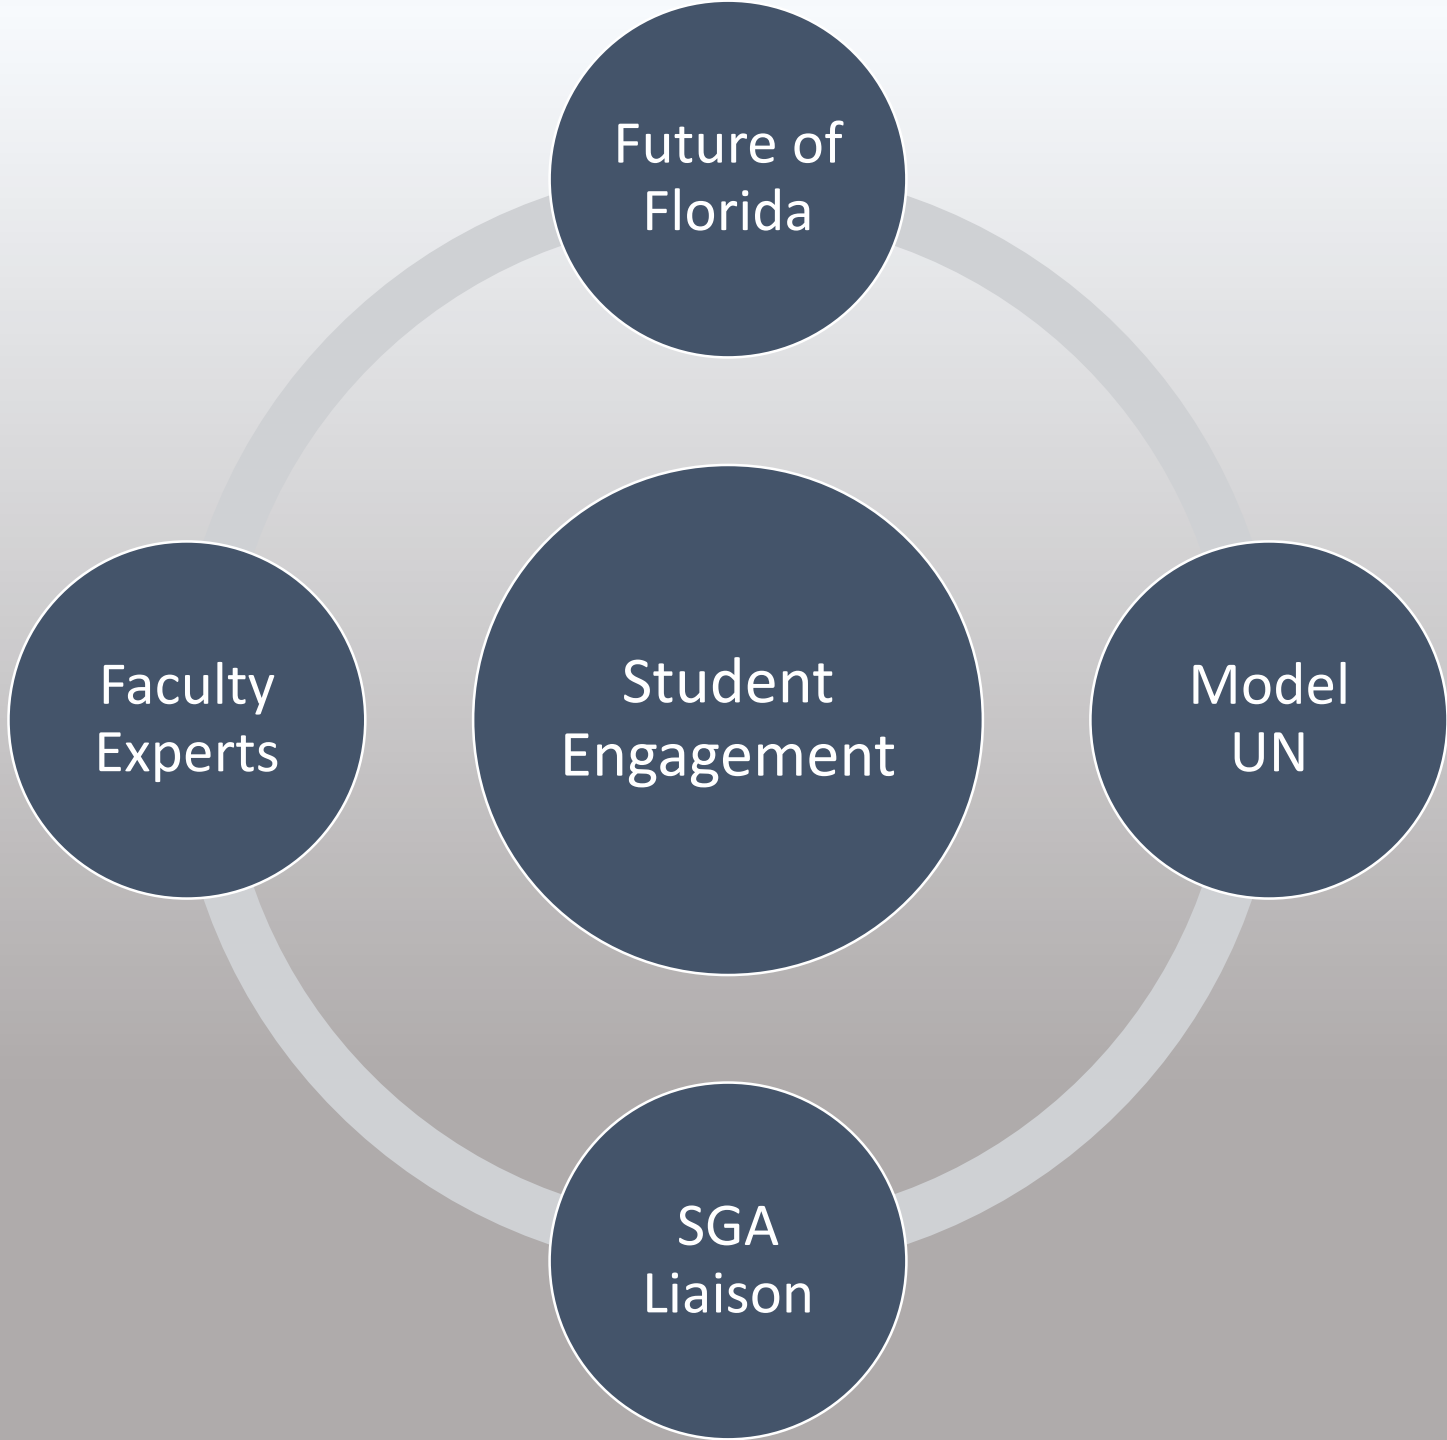 Future of
Florida
Faculty
Experts
Student
Engagement
Model
UN
SGA
Liaison